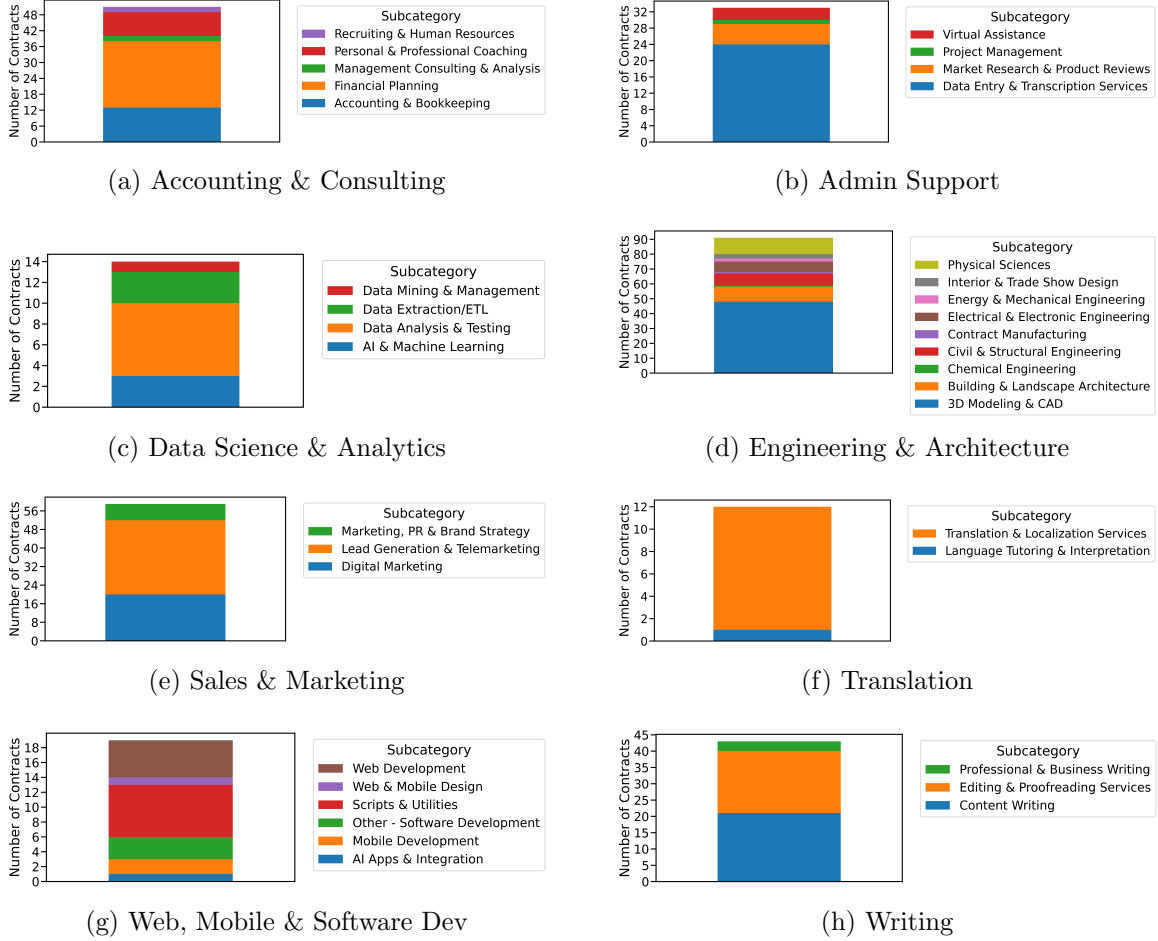 Number of Contracts
48
42
36
30
24
18
12
6
0
Subcategory
Recruiting & Human Resources
Personal & Professional Coaching
Management Consulting & Analysis
Financial Planning
Accounting & Bookkeeping
(a) Accounting & Consulting
Number of Contracts
32
28
24
20
16
12
8
4
0
Subcategory
Virtual Assistance
Project Management
Market Research & Product Reviews
Data Entry & Transcription Services
(b) Admin Support
Number of Contracts
14
12
10
8
6
4
2
0
Subcategory
Data Mining & Management
Data Extraction/ETL
Data Analysis & Testing
AI & Machine Learning
(c) Data Science & Analytics
Number of Contracts
90
80
70
60
50
40
30
20
10
0
Subcategory
Physical Sciences
Interior & Trade Show Design
Energy & Mechanical Engineering
Electrical & Electronic Engineering
Contract Manufacturing
Civil & Structural Engineering
Chemical Engineering
Building & Landscape Architecture
3D Modeling & CAD
(d) Engineering & Architecture
Number of Contracts
56
48
40
32
24
16
8
0
Subcategory
Marketing, PR & Brand Strategy
Lead Generation & Telemarketing
Digital Marketing
(e) Sales & Marketing
Number of Contracts
12
10
8
6
4
2
0
Subcategory
Translation & Localization Services
Language Tutoring & Interpretation
(f) Translation
Number of Contracts
18
16
14
12
10
8
6
4
2
0
Subcategory
Web Development
Web & Mobile Design
Scripts & Utilities
Other - Software Development
Mobile Development
AI Apps & Integration
(g) Web, Mobile & Software Dev
Number of Contracts
45
40
35
30
25
20
15
10
5
0
Subcategory
Professional & Business Writing
Editing & Proofreading Services
Content Writing
(h) Writing